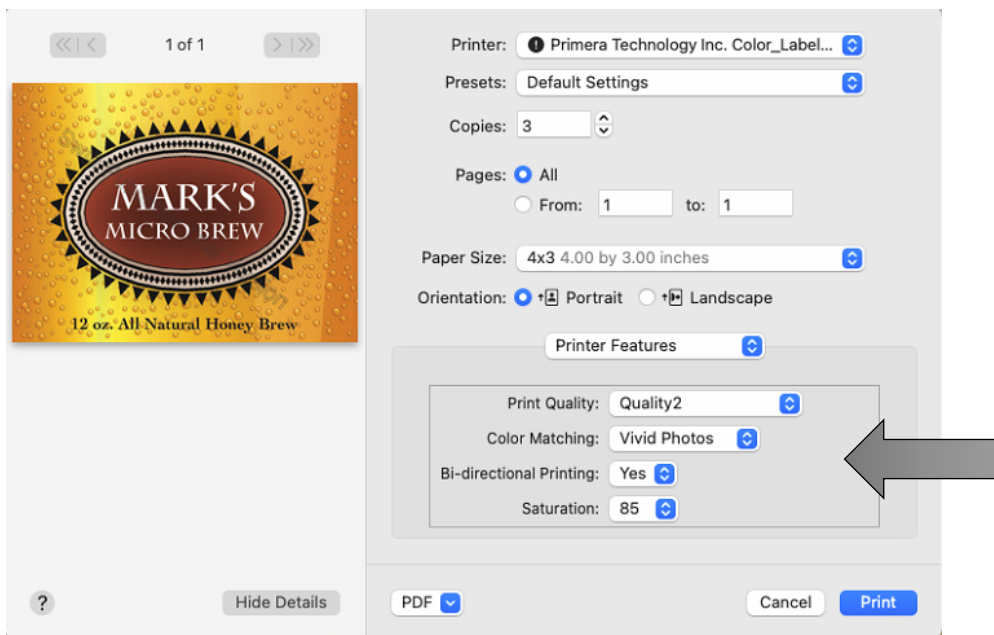 1 of 1
MARK'S
MICRO BREW
12 oz. All Natural Honey Brew
Printer: Primera Technology Inc. Color_Label...
Presets: Default Settings
Copies: 3
Pages: All
From: 1 to: 1
Paper Size: 4x3 4.00 by 3.00 inches
Orientation: Portrait Landscape
Printer Features
Print Quality: Quality2
Color Matching: Vivid Photos
Bi-directional Printing: Yes
Saturation: 85
? Hide Details PDF Cancel Print